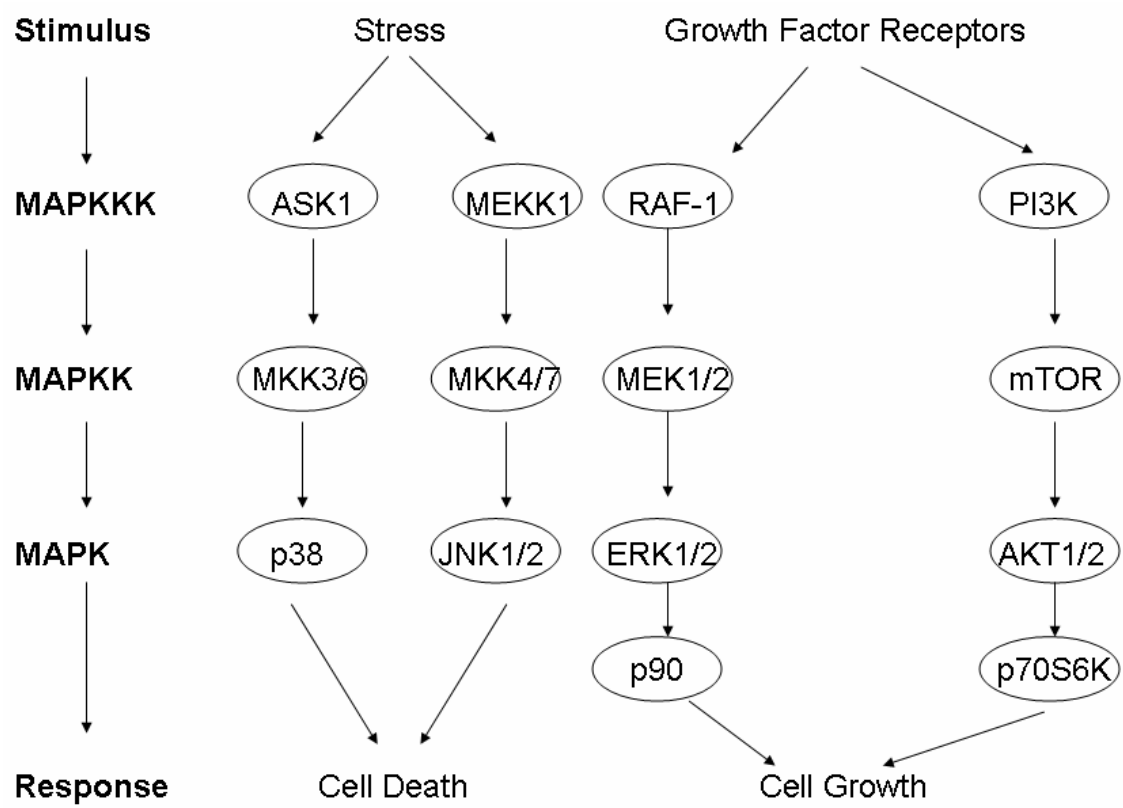 Stimulus Stress Growth Factor Receptors
MAPKKK ASK1 MEKK1 RAF-1 PI3K
MAPKK MKK3/6 MKK4/7 MEK1/2 mTOR
MAPK p38 JNK1/2 ERK1/2 AKT1/2
p90 p70S6K
Response Cell Death Cell Growth